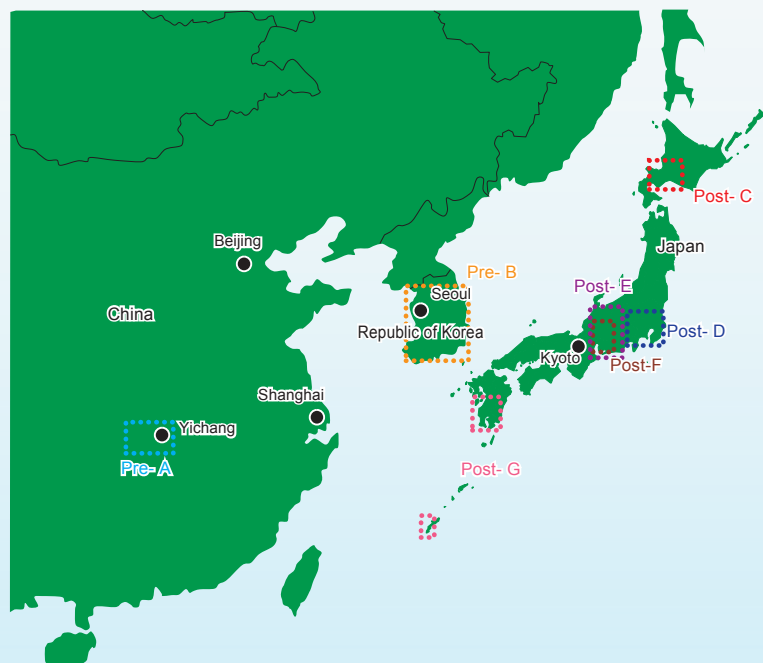 Post- C
Beijing
Japan
Pre- B
Post- E
Seoul
China
Republic of Korea
Post- D
Kyoto
Post-F
Shanghai
Yichang
Pre- A
Post- G